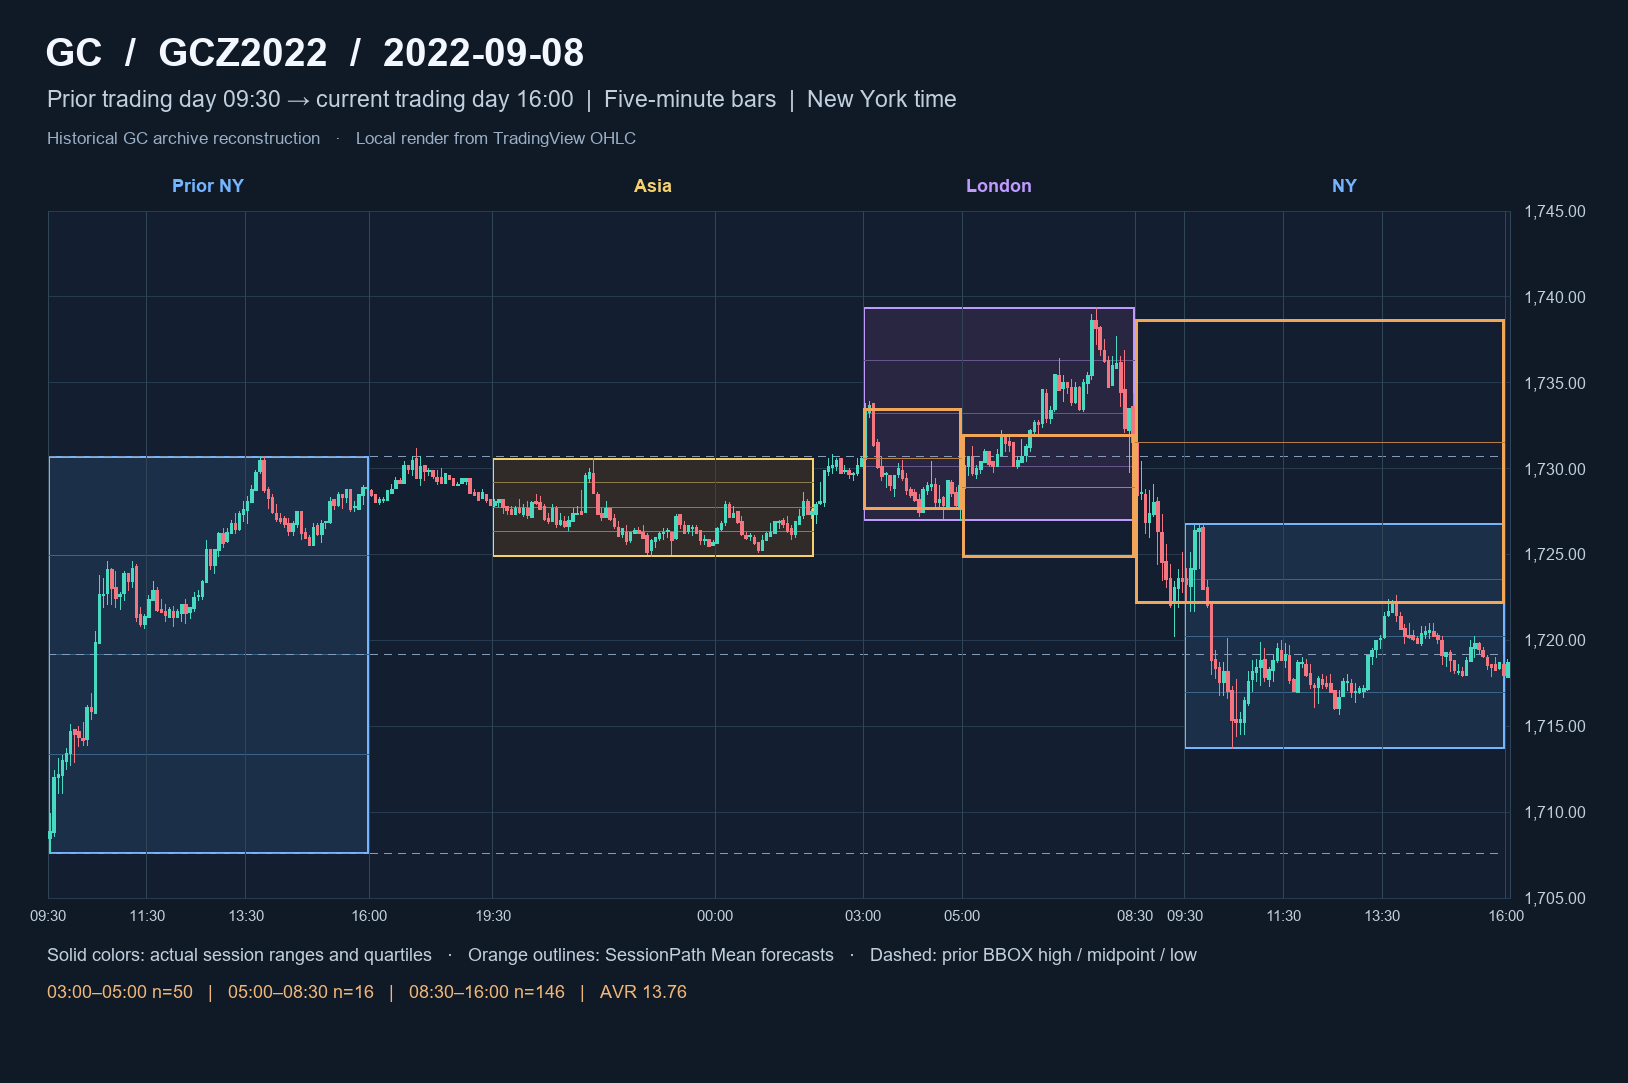 GC / GCZ2022 / 2022-09-08
Prior trading day 09:30 → current trading day 16:00 | Five-minute bars | New York time
Historical GC archive reconstruction · Local render from TradingView OHLC
Prior NY Asia London NY
1,745.00
1,740.00
1,735.00
1,730.00
1,725.00
1,720.00
1,715.00
1,710.00
1,705.00
09:30 11:30 13:30 16:00 19:30 00:00 03:00 05:00 08:30 09:30 11:30 13:30 16:00
Solid colors: actual session ranges and quartiles · Orange outlines: SessionPath Mean forecasts · Dashed: prior BBOX high / midpoint / low
03:00–05:00 n=50 | 05:00–08:30 n=16 | 08:30–16:00 n=146 | AVR 13.76